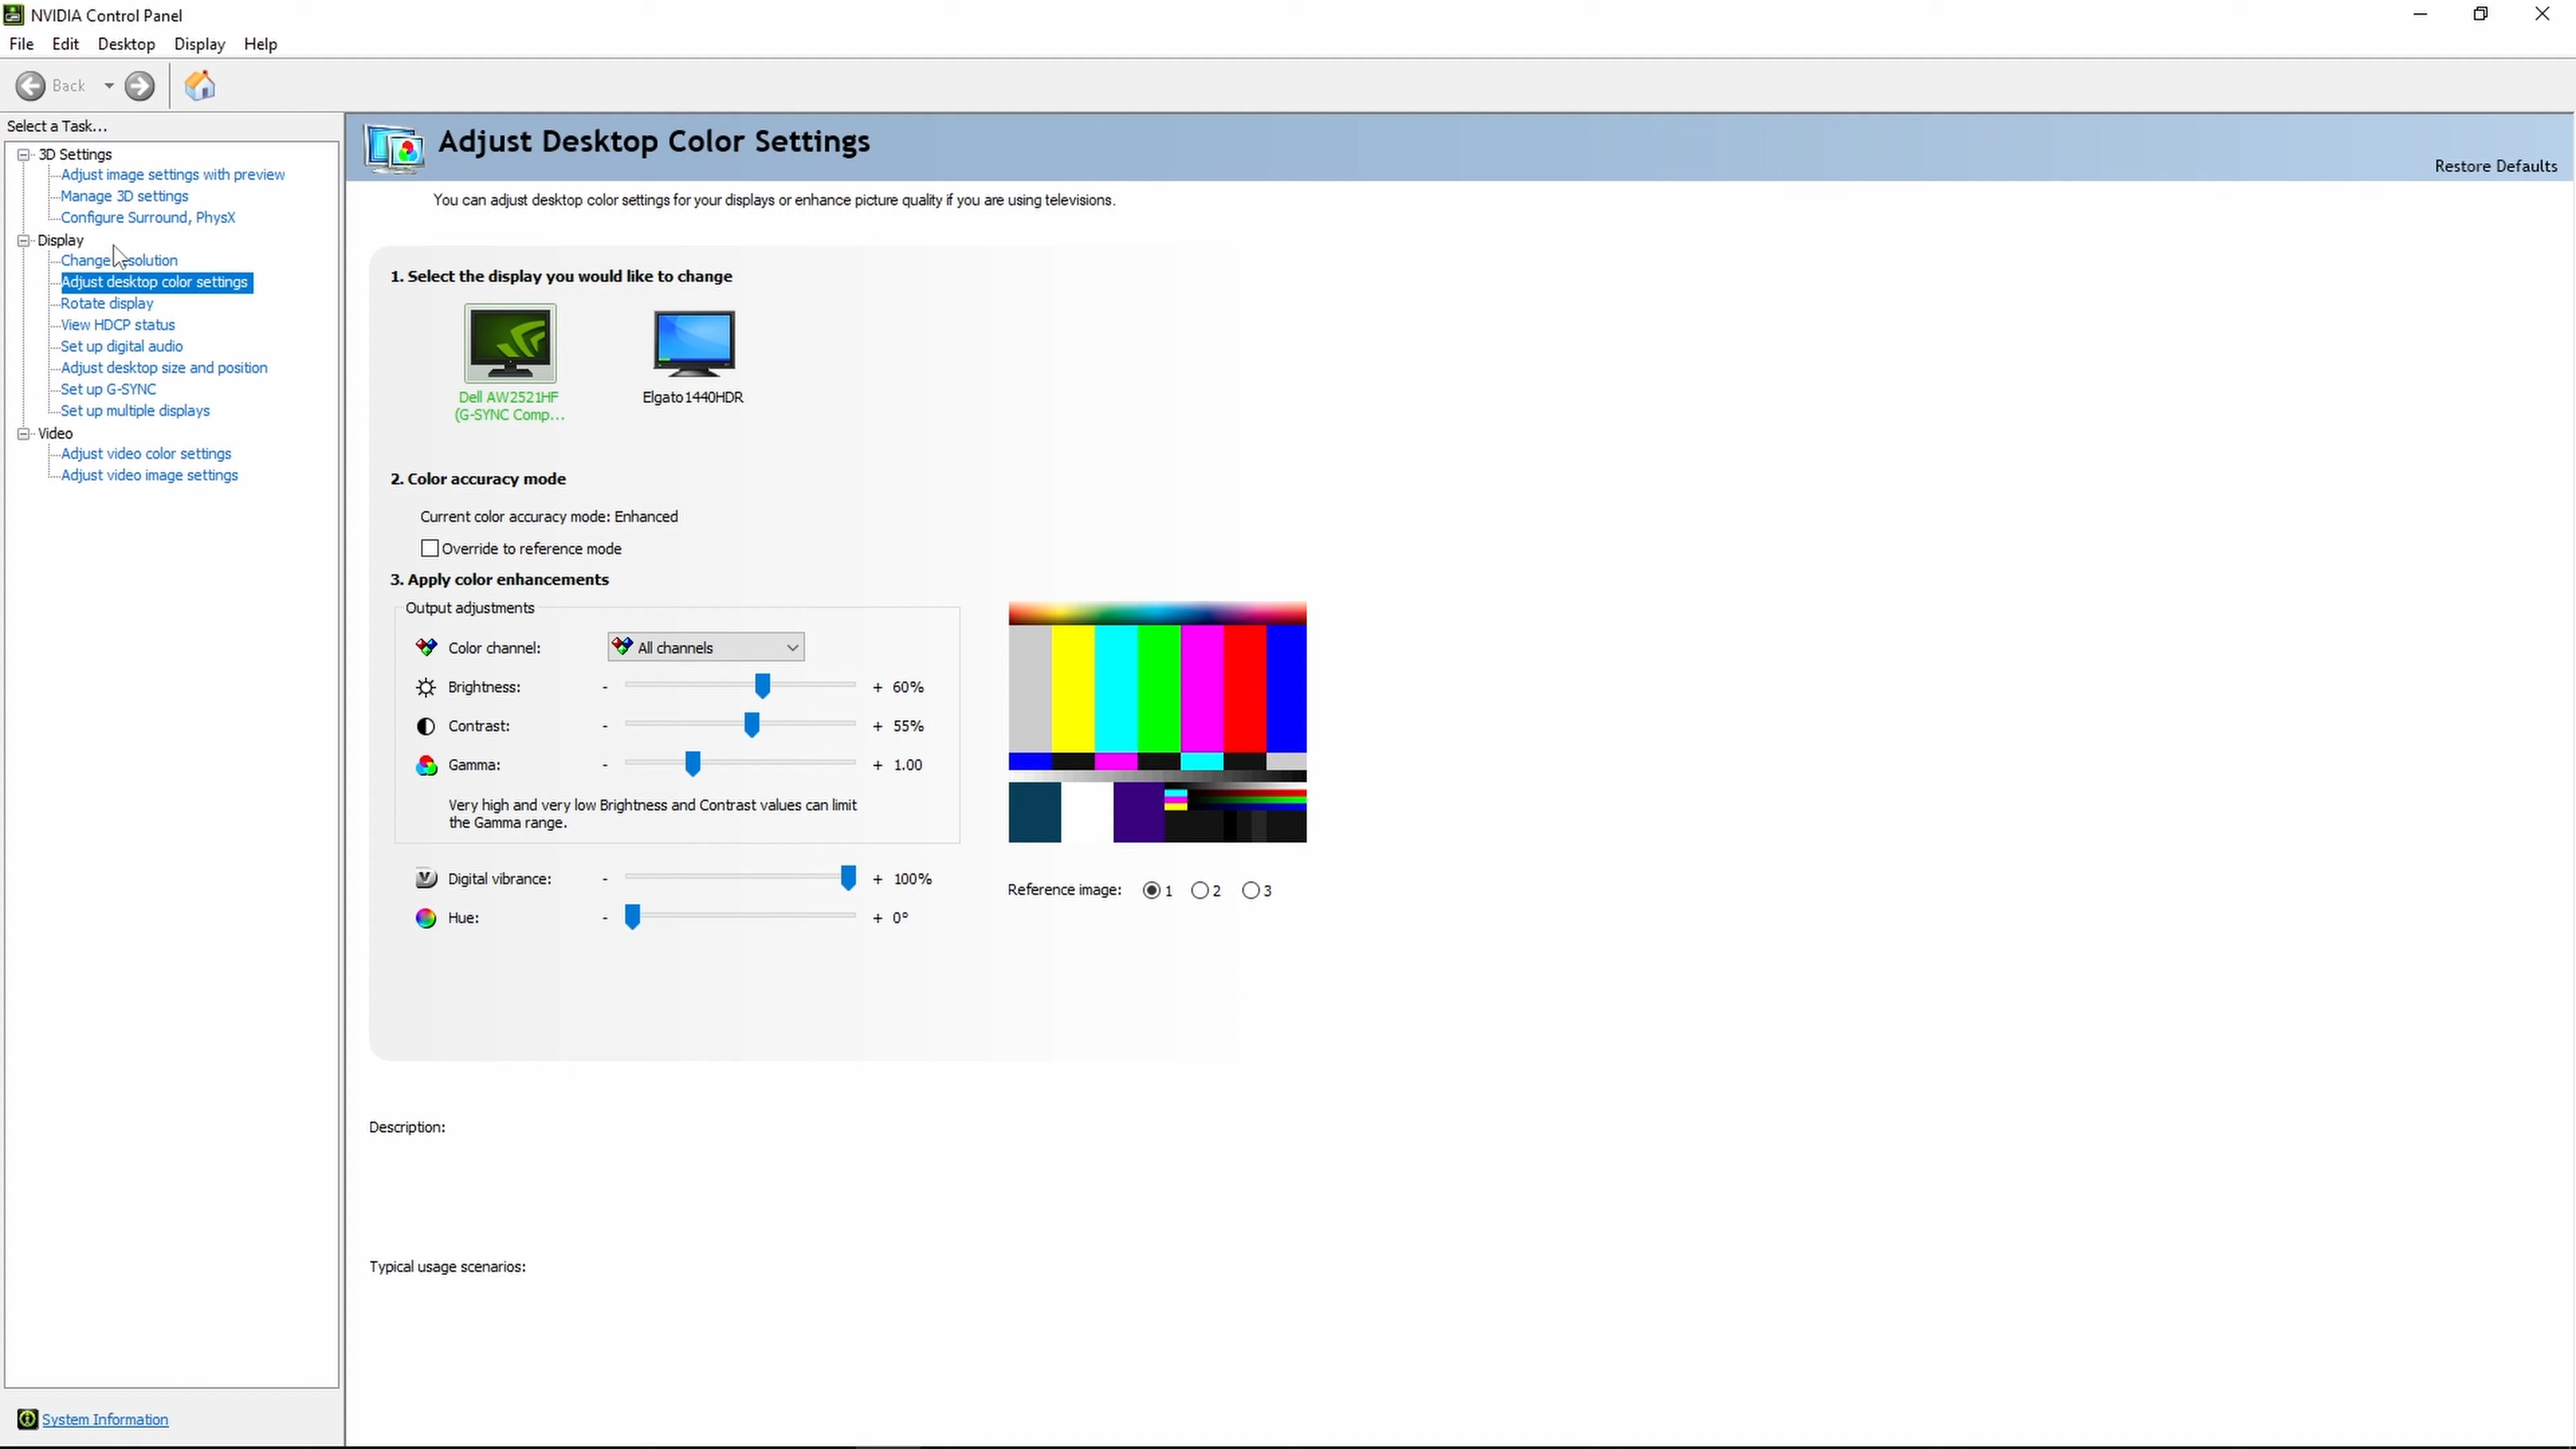 NVIDIA Control Panel
File Edit Desktop Display Help
Back
Select a Task...
3D Settings
Adjust image settings with preview
Manage 3D settings
Configure Surround, PhysX
Display
Change solution
Adjust desktop color settings
Rotate display
View HDCP status
Set up digital audio
Adjust desktop size and position
Set up G-SYNC
Set up multiple displays
Video
Adjust video color settings
Adjust video image settings
System Information
Adjust Desktop Color Settings
Restore Defaults
You can adjust desktop color settings for your displays or enhance picture quality if you are using televisions.
1. Select the display you would like to change
Dell AW2521HF
(G-SYNC Comp...
Elgato1440HDR
2. Color accuracy mode
Current color accuracy mode: Enhanced
Override to reference mode
3. Apply color enhancements
Output adjustments
Color channel: All channels
Brightness: - + 60%
Contrast: - + 55%
Gamma: - + 1.00
Very high and very low Brightness and Contrast values can limit
the Gamma range.
Digital vibrance: - + 100%
Hue: - + 0°
Reference image: 1 2 3
Description:
Typical usage scenarios: